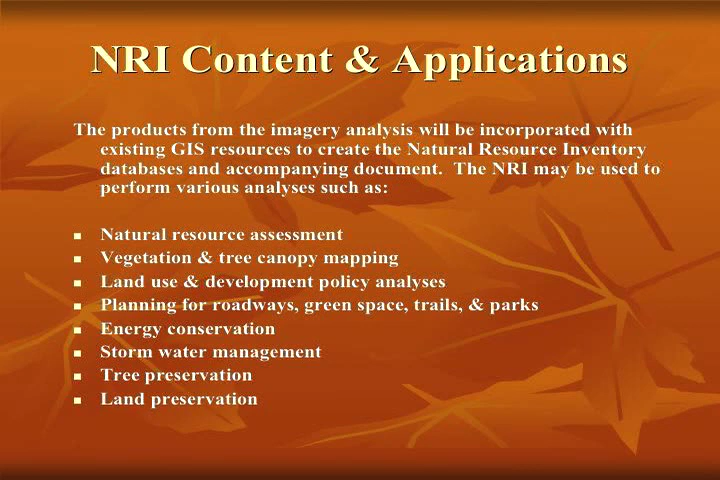 NRI Content & Applications
The products from the imagery analysis will be incorporated with
existing GIS resources to create the Natural Resource Inventory
databases and accompanying document.  The NRI may be used to
perform various analyses such as:
Natural resource assessment
Vegetation & tree canopy mapping
Land use & development policy analyses
Planning for roadways, green space, trails, & parks
Energy conservation
Storm water management
Tree preservation
Land preservation